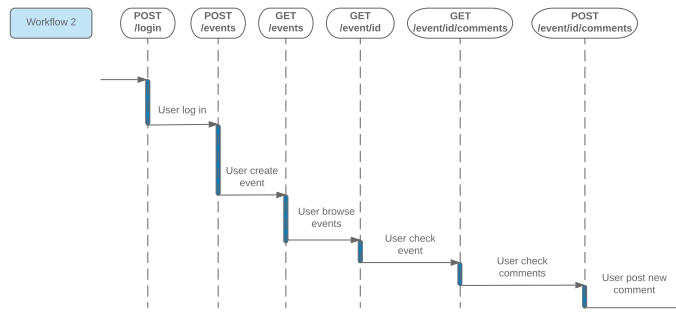 Workflow 2
POST
/login
POST
/events
GET
/events
GET
/event/id
GET
/event/id/comments
POST
/event/id/comments
User log in
User create
event
User browse
events
User check
event
User check
comments
User post new
comment